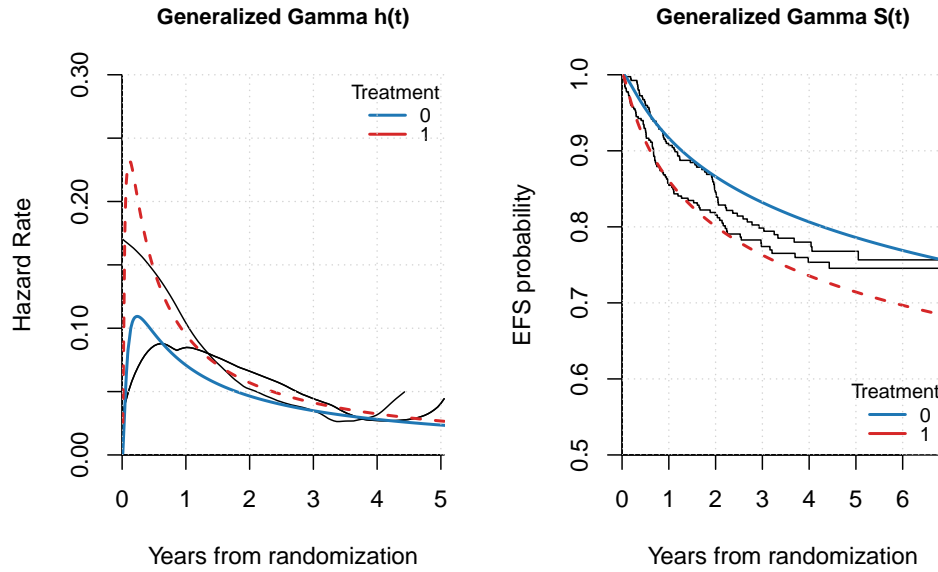 Generalized Gamma h(t)
Hazard Rate
0.30
0.20
0.10
0.00
Treatment
0
1
0 1 2 3 4 5
Years from randomization
Generalized Gamma S(t)
EFS probability
1.0
0.9
0.8
0.7
0.6
0.5
Treatment
0
1
0 1 2 3 4 5 6
Years from randomization